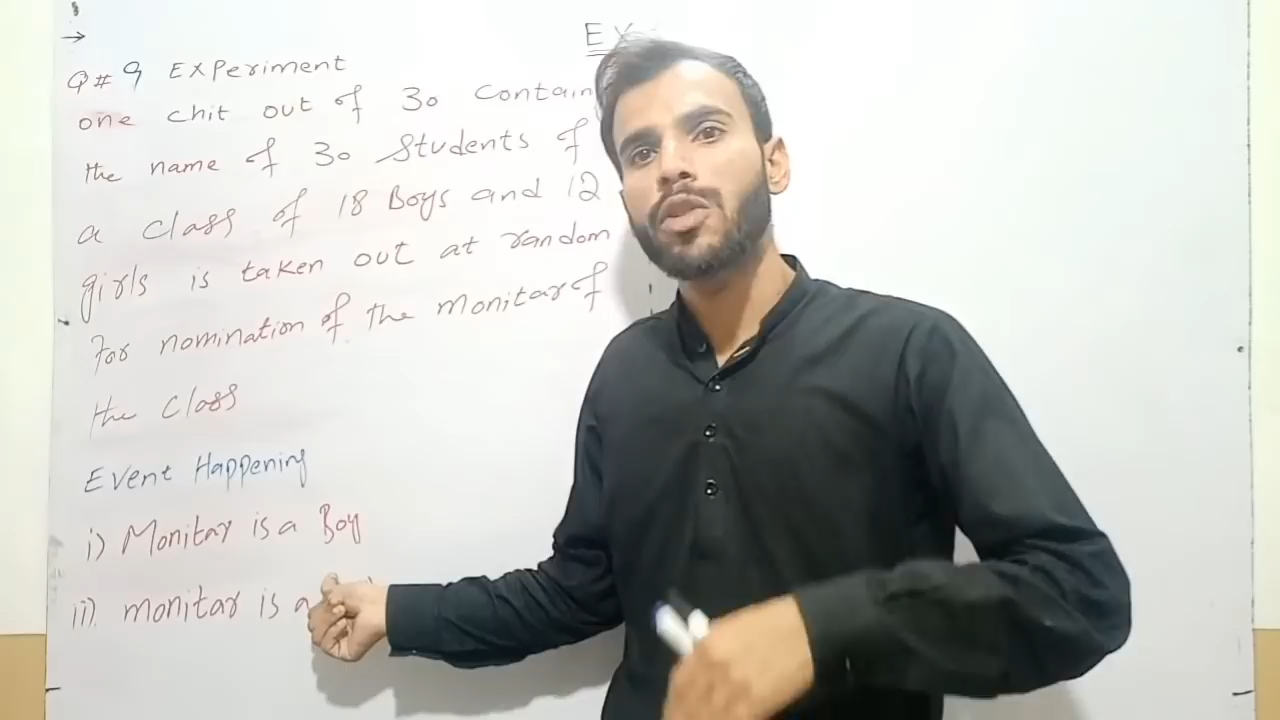 EX
Q# 9 Experiment
one chit out of 30 contain
the name of 30 Students of
a class of 18 Boys and 12
girls is taken out at random
For nomination of the monitar of
the class
Event Happening
i) Monitar is a Boy
ii) monitar is a